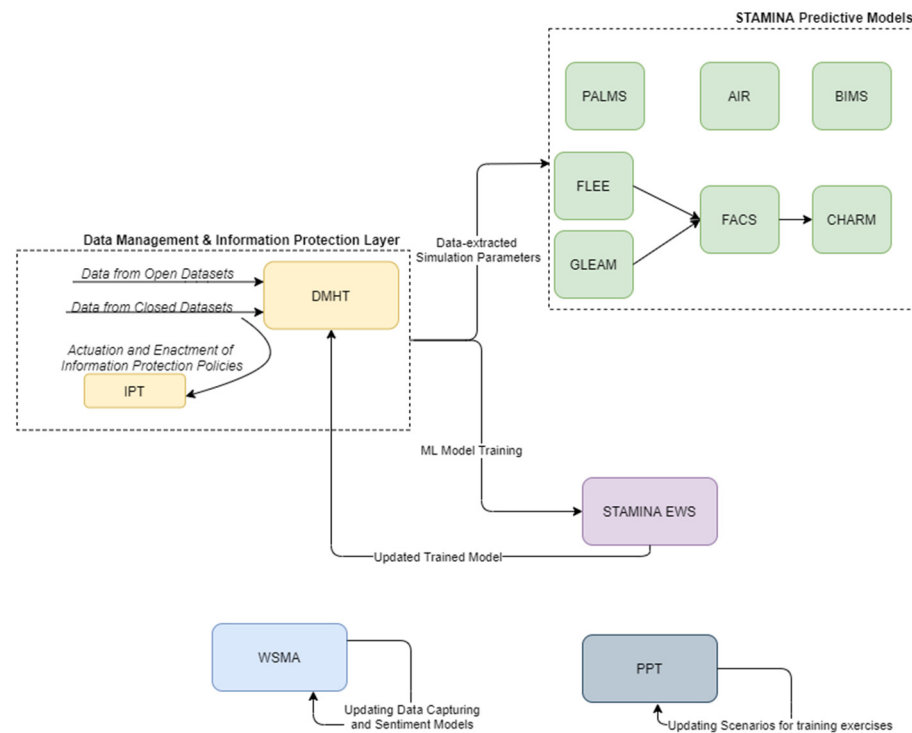 STAMINA Predictive Models
PALMS
AIR
BIMS
FLEE
FACS
CHARM
GLEAM
Data-extracted
Simulation Parameters
Data Management & Information Protection Layer
Data from Open Datasets
DMHT
Data from Closed Datasets
Actuation and Enactment of
Information Protection Policies
IPT
ML Model Training
STAMINA EWS
Updated Trained Model
WSMA
Updating Data Capturing
and Sentiment Models
PPT
Updating Scenarios for training exercises